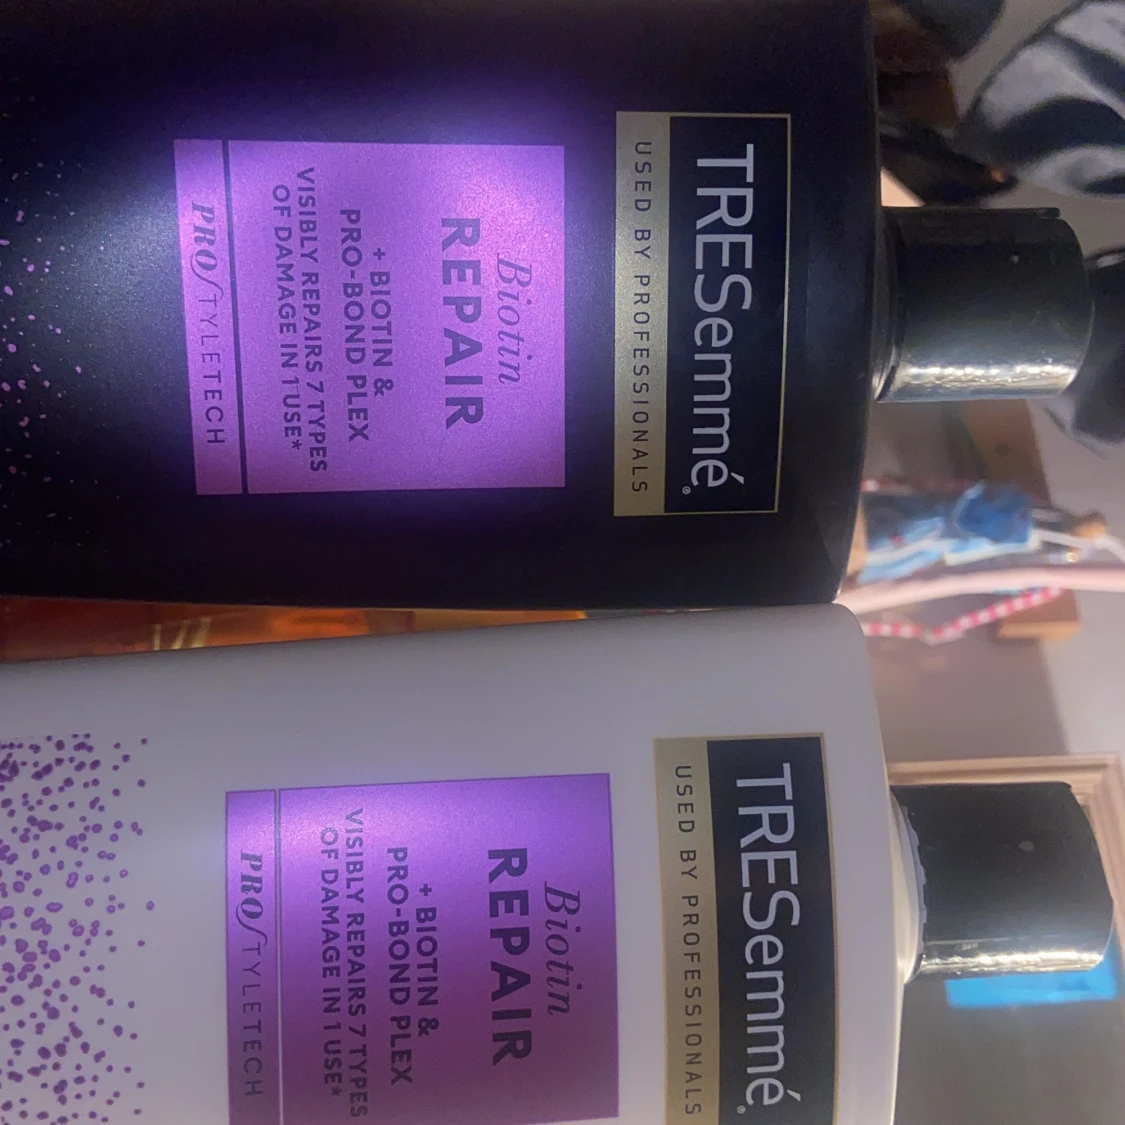 TRESemmé®
USED BY PROFESSIONALS
Biotin
REPAIR
+ BIOTIN &
PRO-BOND PLEX
VISIBLY REPAIRS 7 TYPES
OF DAMAGE IN 1 USE*
PRO STYLETECH
TRESemmé®
USED BY PROFESSIONALS
Biotin
REPAIR
+ BIOTIN &
PRO-BOND PLEX
VISIBLY REPAIRS 7 TYPES
OF DAMAGE IN 1 USE*
PRO STYLETECH